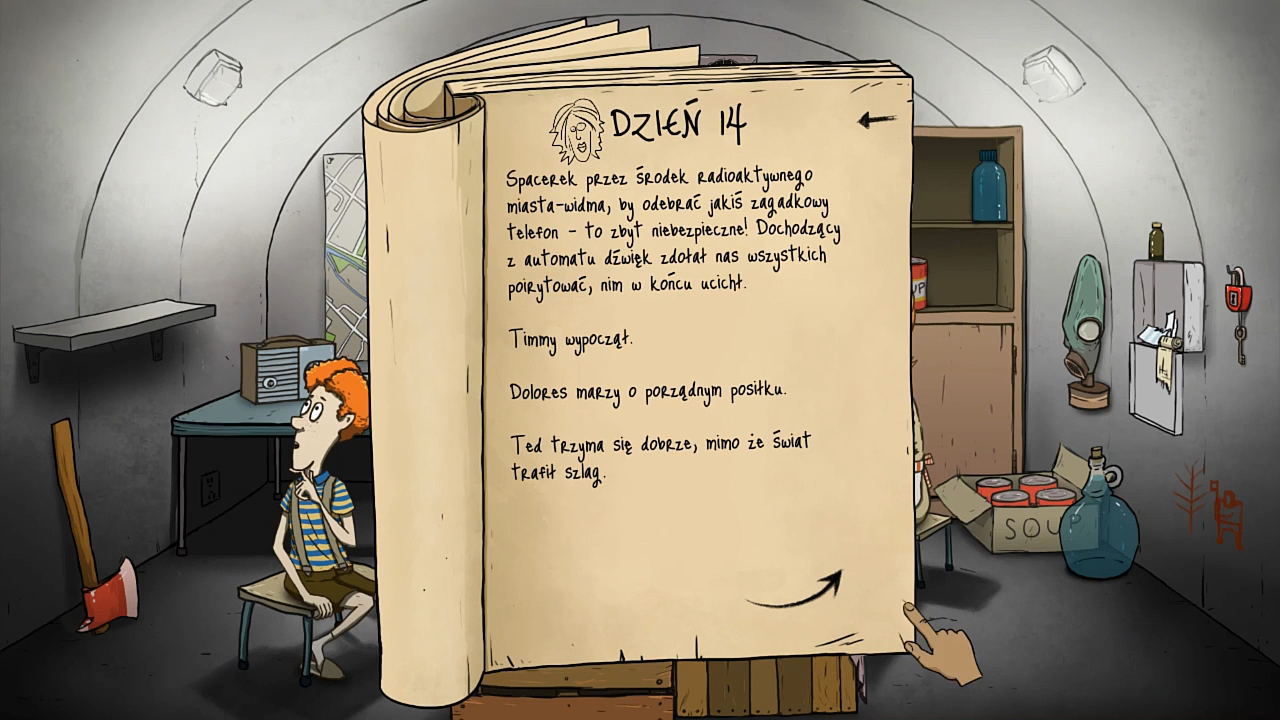 DZIEŃ 14
Spacerek przez środek radioaktywnego
miasta-widma, by odebrać jakiś zagadkowy
telefon - to zbyt niebezpieczne! Dochodzący
z automatu dźwięk zdołał nas wszystkich
poirytować, nim w końcu ucichł.
Timmy wypoczął.
Dolores marzy o porządnym posiłku.
Ted trzyma się dobrze, mimo że świat
trafił szlag.
UP
SOUP